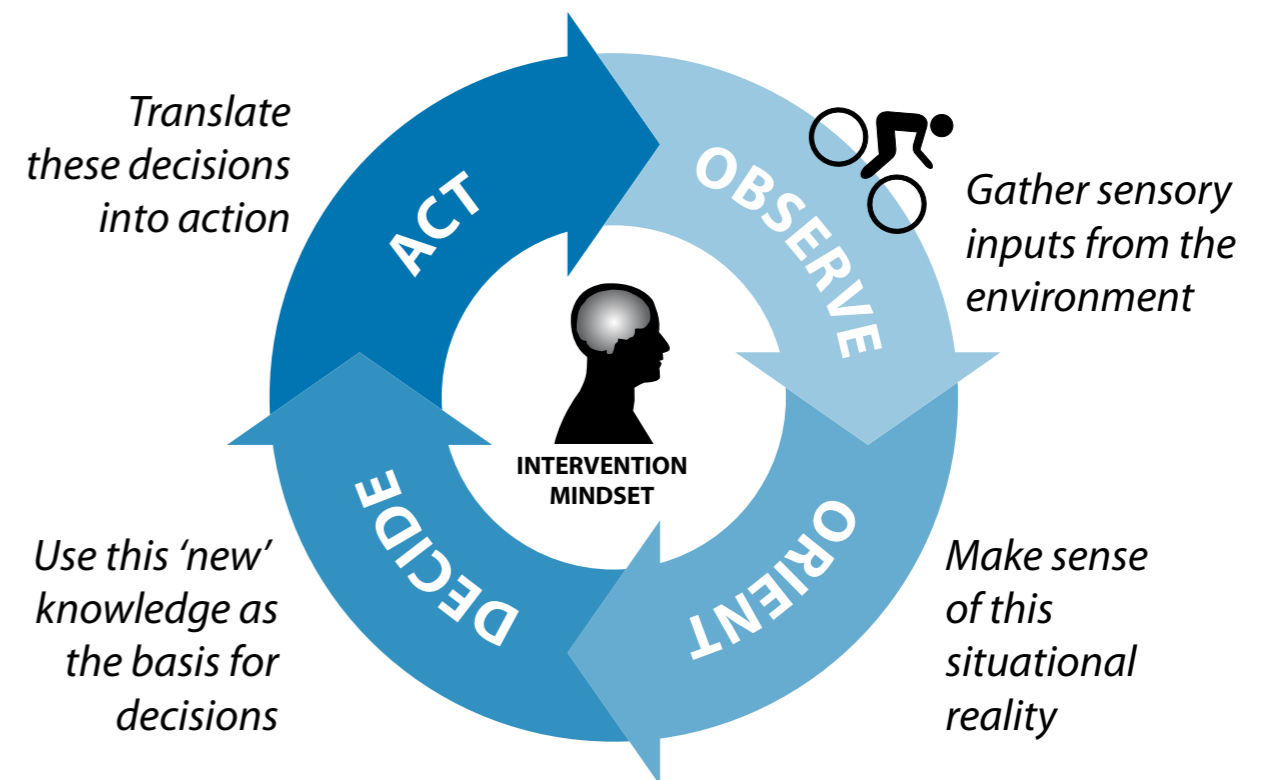 OBSERVE
Gather sensory
inputs from the
environment
ORIENT
Make sense
of this
situational
reality
DECIDE
Use this ‘new’
knowledge as
the basis for
decisions
ACT
Translate
these decisions
into action
INTERVENTION
MINDSET